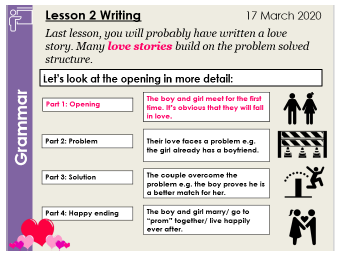 Lesson 2 Writing
17 March 2020
Last lesson, you will probably have written a love
story. Many love stories build on the problem solved
structure.
Let's look at the opening in more detail:
Grammar
Part 1: Opening
The boy and girl meet for the first
time. It's obvious that they will fall
in love.
Part 2: Problem
Their love faces a problem e.g.
the girl already has a boyfriend.
Part 3: Solution
The couple overcome the
problem e.g. the boy proves he is
a better match for her.
Part 4: Happy ending
The boy and girl marry/ go to
"prom" together/ live happily
ever after.